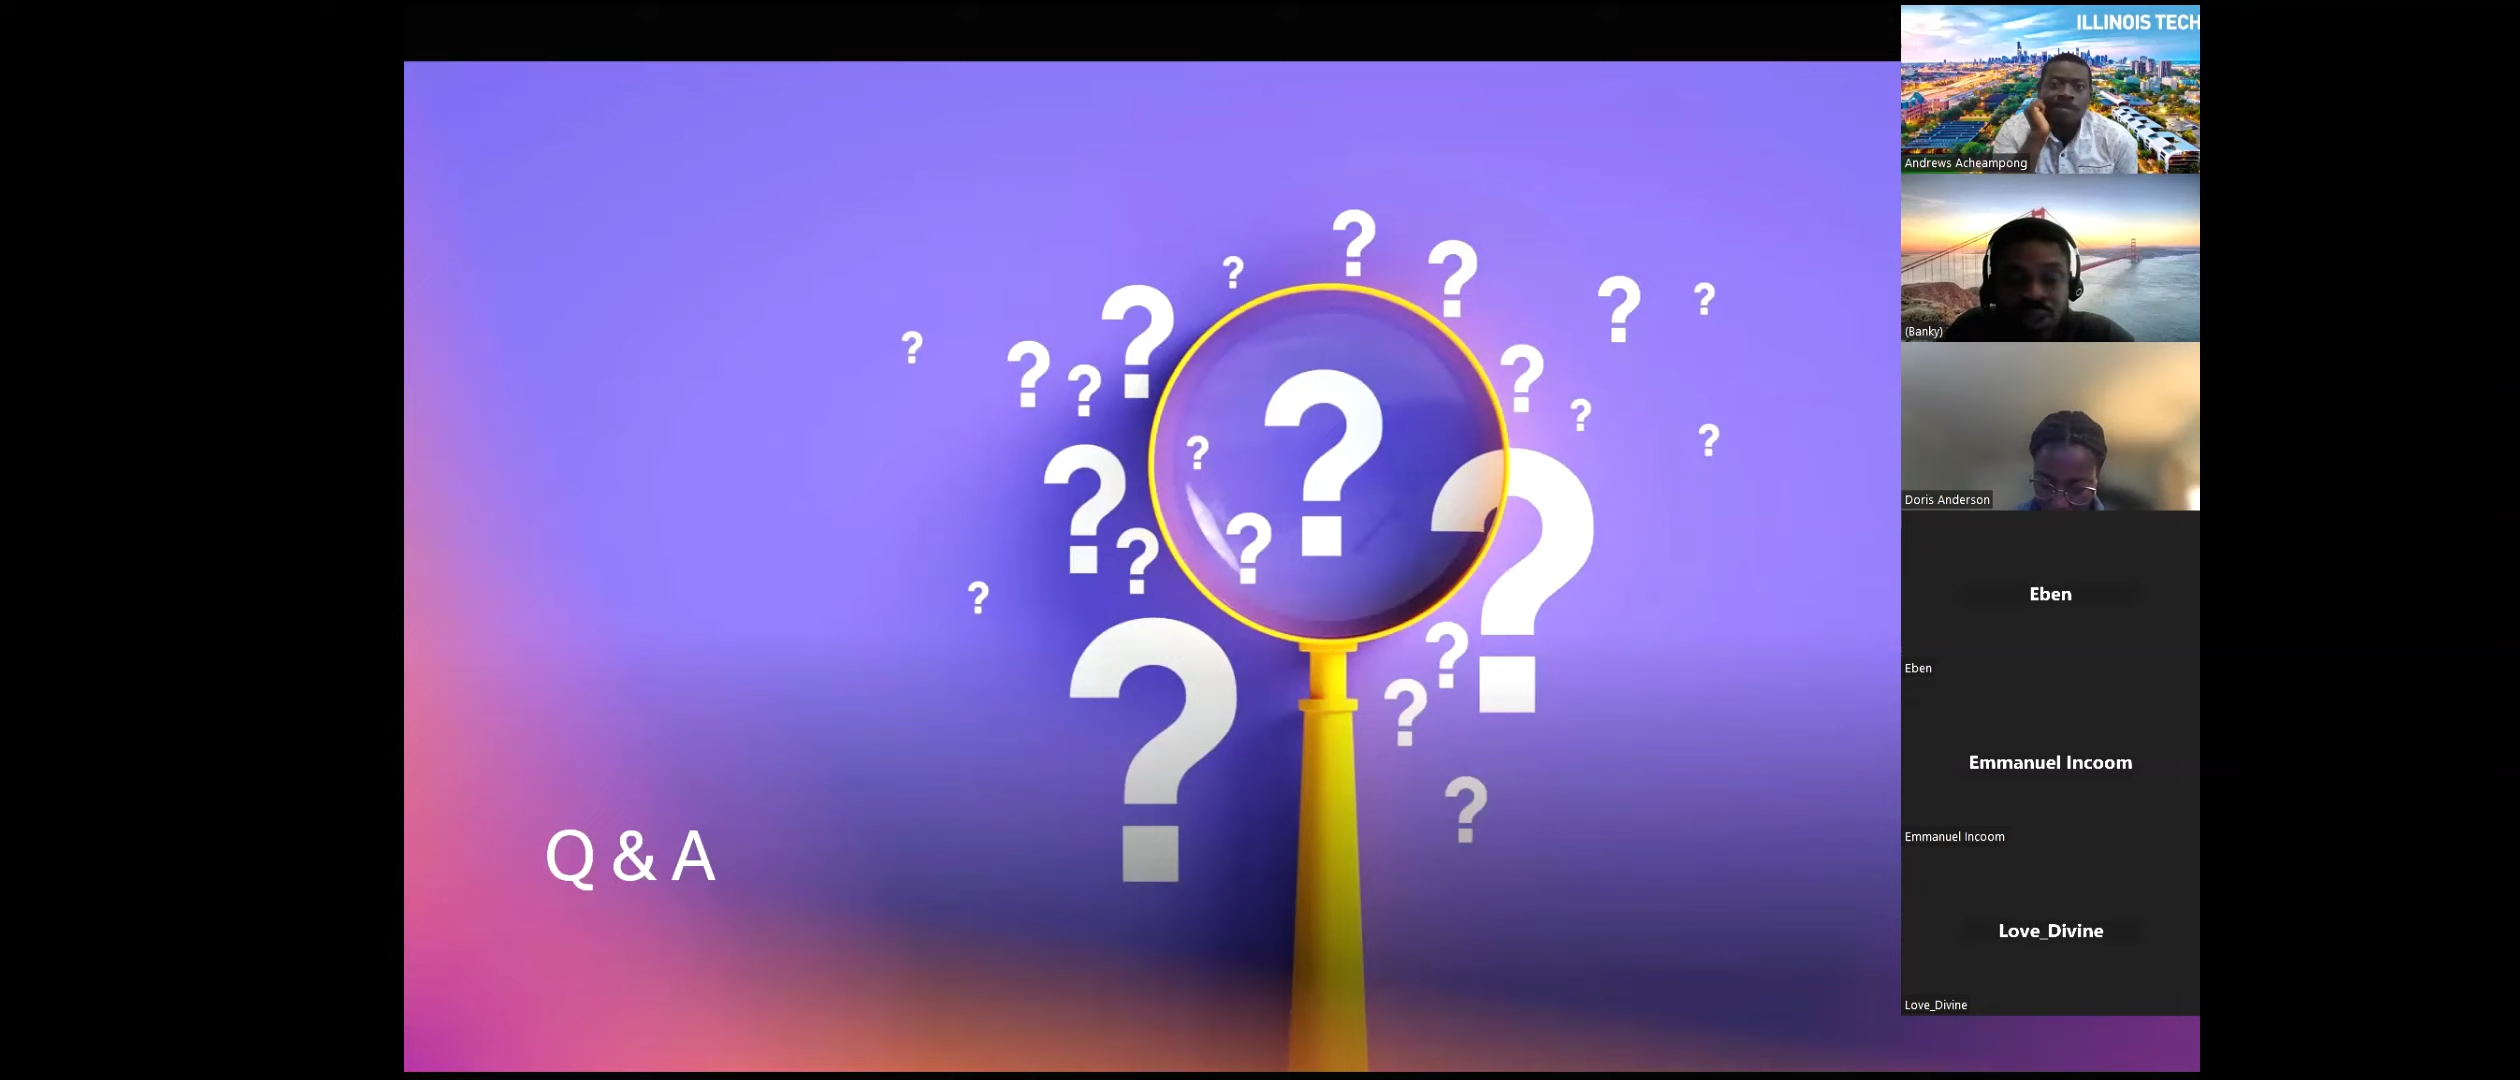 ILLINOIS TECH
Andrews Acheampong
(Banky)
Doris Anderson
Eben
Eben
Emmanuel Incoom
Emmanuel Incoom
Love_Divine
Love_Divine
? ? ? ? ? ? ? ? ? ? ? ? ? ? ? ? ? ? ? ? ? ? ? ?
Q & A